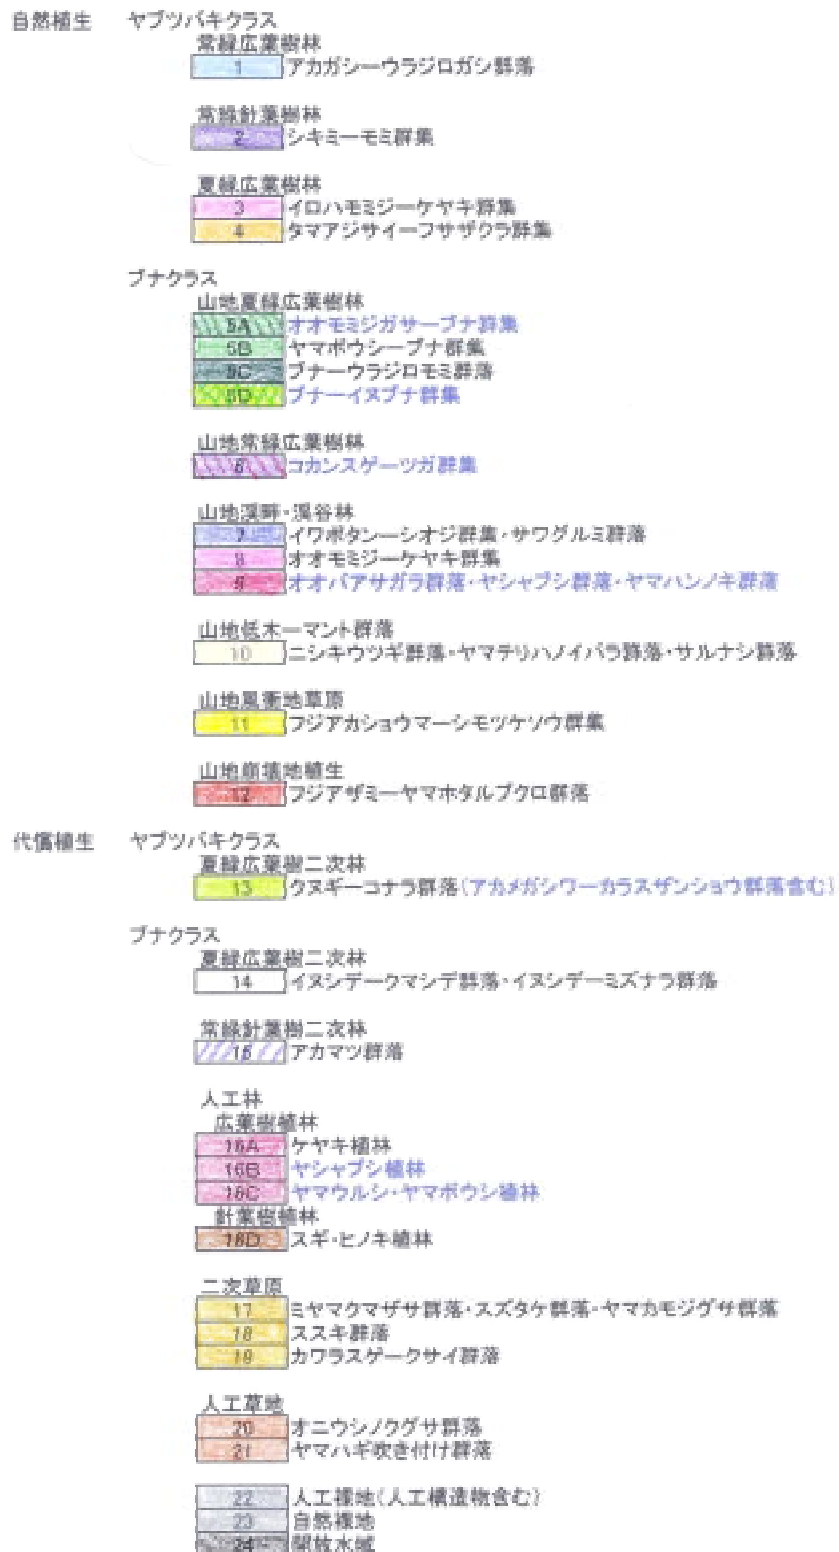 自然植生 ヤブツバキクラス
常緑広葉樹林
1 アカガシーウラジロガシ群落
常緑針葉樹林
2 シキミーモミ群集
夏緑広葉樹林
3 イロハモミジーケヤキ群集
4 タマアジサイーフサザクラ群集
ブナクラス
山地夏緑広葉樹林
5A オオモミジガサーブナ群集
5B ヤマボウシーブナ群集
5C ブナーウラジロモミ群落
5D ブナーイヌブナ群集
山地常緑広葉樹林
6 コカンスゲーツガ群集
山地渓畔・渓谷林
7 イワボタンーシオジ群集・サワグルミ群落
8 オオモミジーケヤキ群集
9 オオバアサガラ群落・ヤシャブシ群落・ヤマハンノキ群落
山地低木ーマント群落
10 ニシキウツギ群落・ヤマテリハノイバラ群落・サルナシ群落
山地風衝地草原
11 フジアカショウマーシモツケソウ群集
山地崩壊地植生
12 フジアザミーヤマホタルブクロ群落
代償植生 ヤブツバキクラス
夏緑広葉樹二次林
13 クヌギーコナラ群落(アカメガシワーカラスザンショウ群落含む)
ブナクラス
夏緑広葉樹二次林
14 イヌシデークマシデ群落・イヌシデーミズナラ群落
常緑針葉樹二次林
15 アカマツ群落
人工林
広葉樹植林
16A ケヤキ植林
16B ヤシャブシ植林
16C ヤマウルシ・ヤマボウシ植林
針葉樹植林
16D スギ・ヒノキ植林
二次草原
17 ミヤマクマザサ群落・スズタケ群落・ヤマカモジグサ群落
18 ススキ群落
19 カワラスゲークサイ群落
人工草地
20 オニウシノケグサ群落
21 ヤマハギ吹き付け群落
22 人工裸地(人工構造物含む)
23 自然裸地
24 開放水域